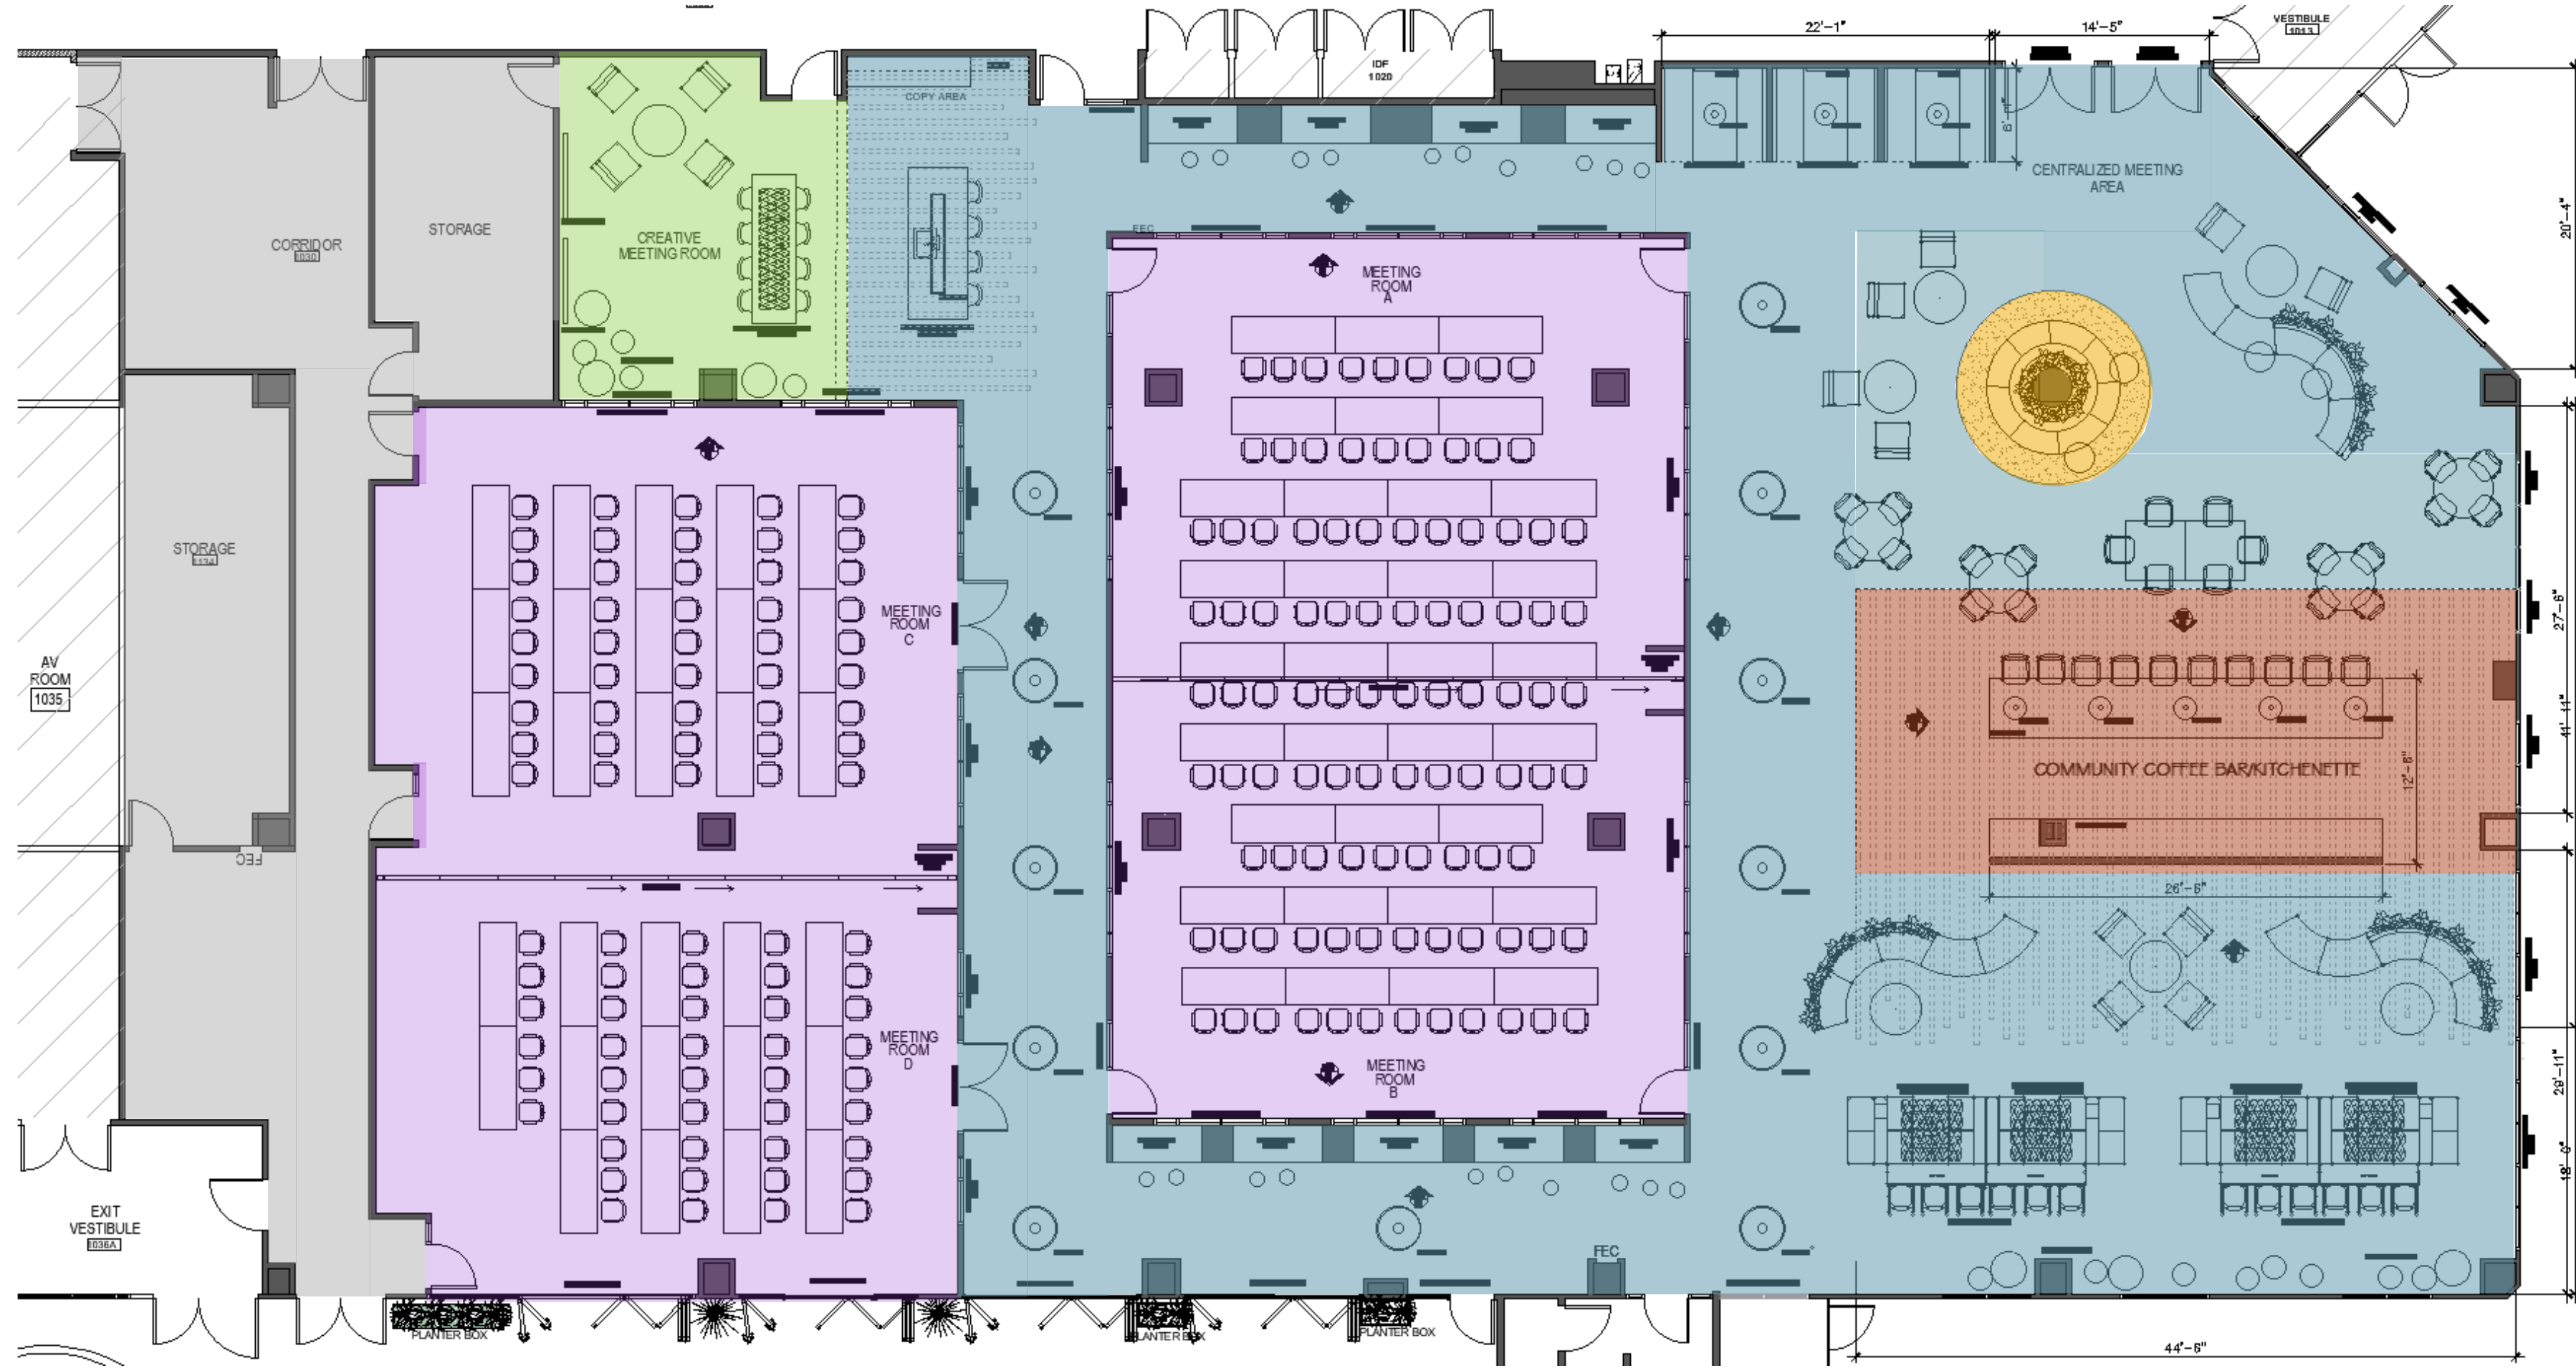 22'-1"
14'-5"
VESTIBULE
1013
IDF
1020
COPY AREA
6'-
CENTRALIZED MEETING
AREA
20'-4"
STORAGE
CREATIVE
MEETING ROOM
CORRIDOR
1030
FEC
MEETING
ROOM
A
STORAGE
1134
MEETING
ROOM
C
27'-6"
AV
ROOM
1035
41'-11"
COMMUNITY COFFEE BAR/KITCHENETTE
12'-6"
FEC
26'-6"
MEETING
ROOM
D
MEETING
ROOM
B
29'-11"
18'-6"
EXIT
VESTIBULE
1036A
FEC
PLANTER BOX
PLANTER BOX
PLANTER BOX
44'-6"